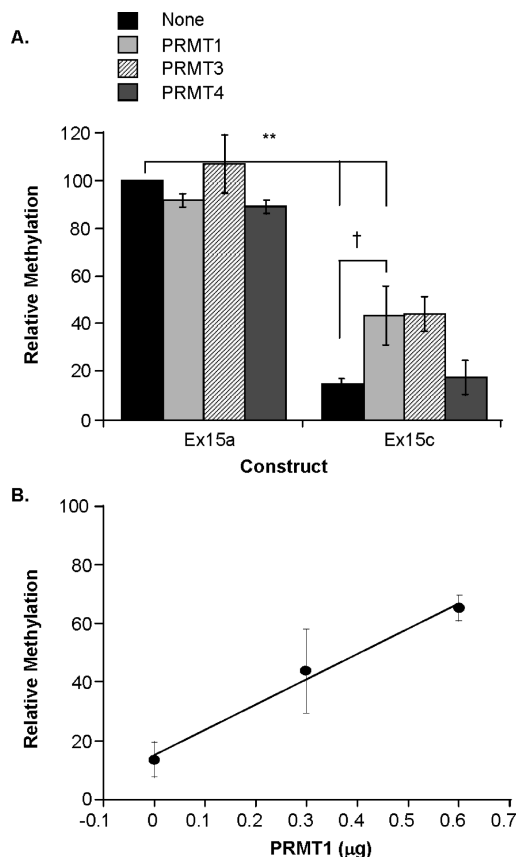 A.
None
PRMT1
PRMT3
PRMT4
120
100
80
60
40
20
0
Relative Methylation
**
†
Ex15a
Ex15c
Construct
B.
100
80
60
40
20
0
Relative Methylation
-0.1
0
0.1
0.2
0.3
0.4
0.5
0.6
0.7
PRMT1 (μg)